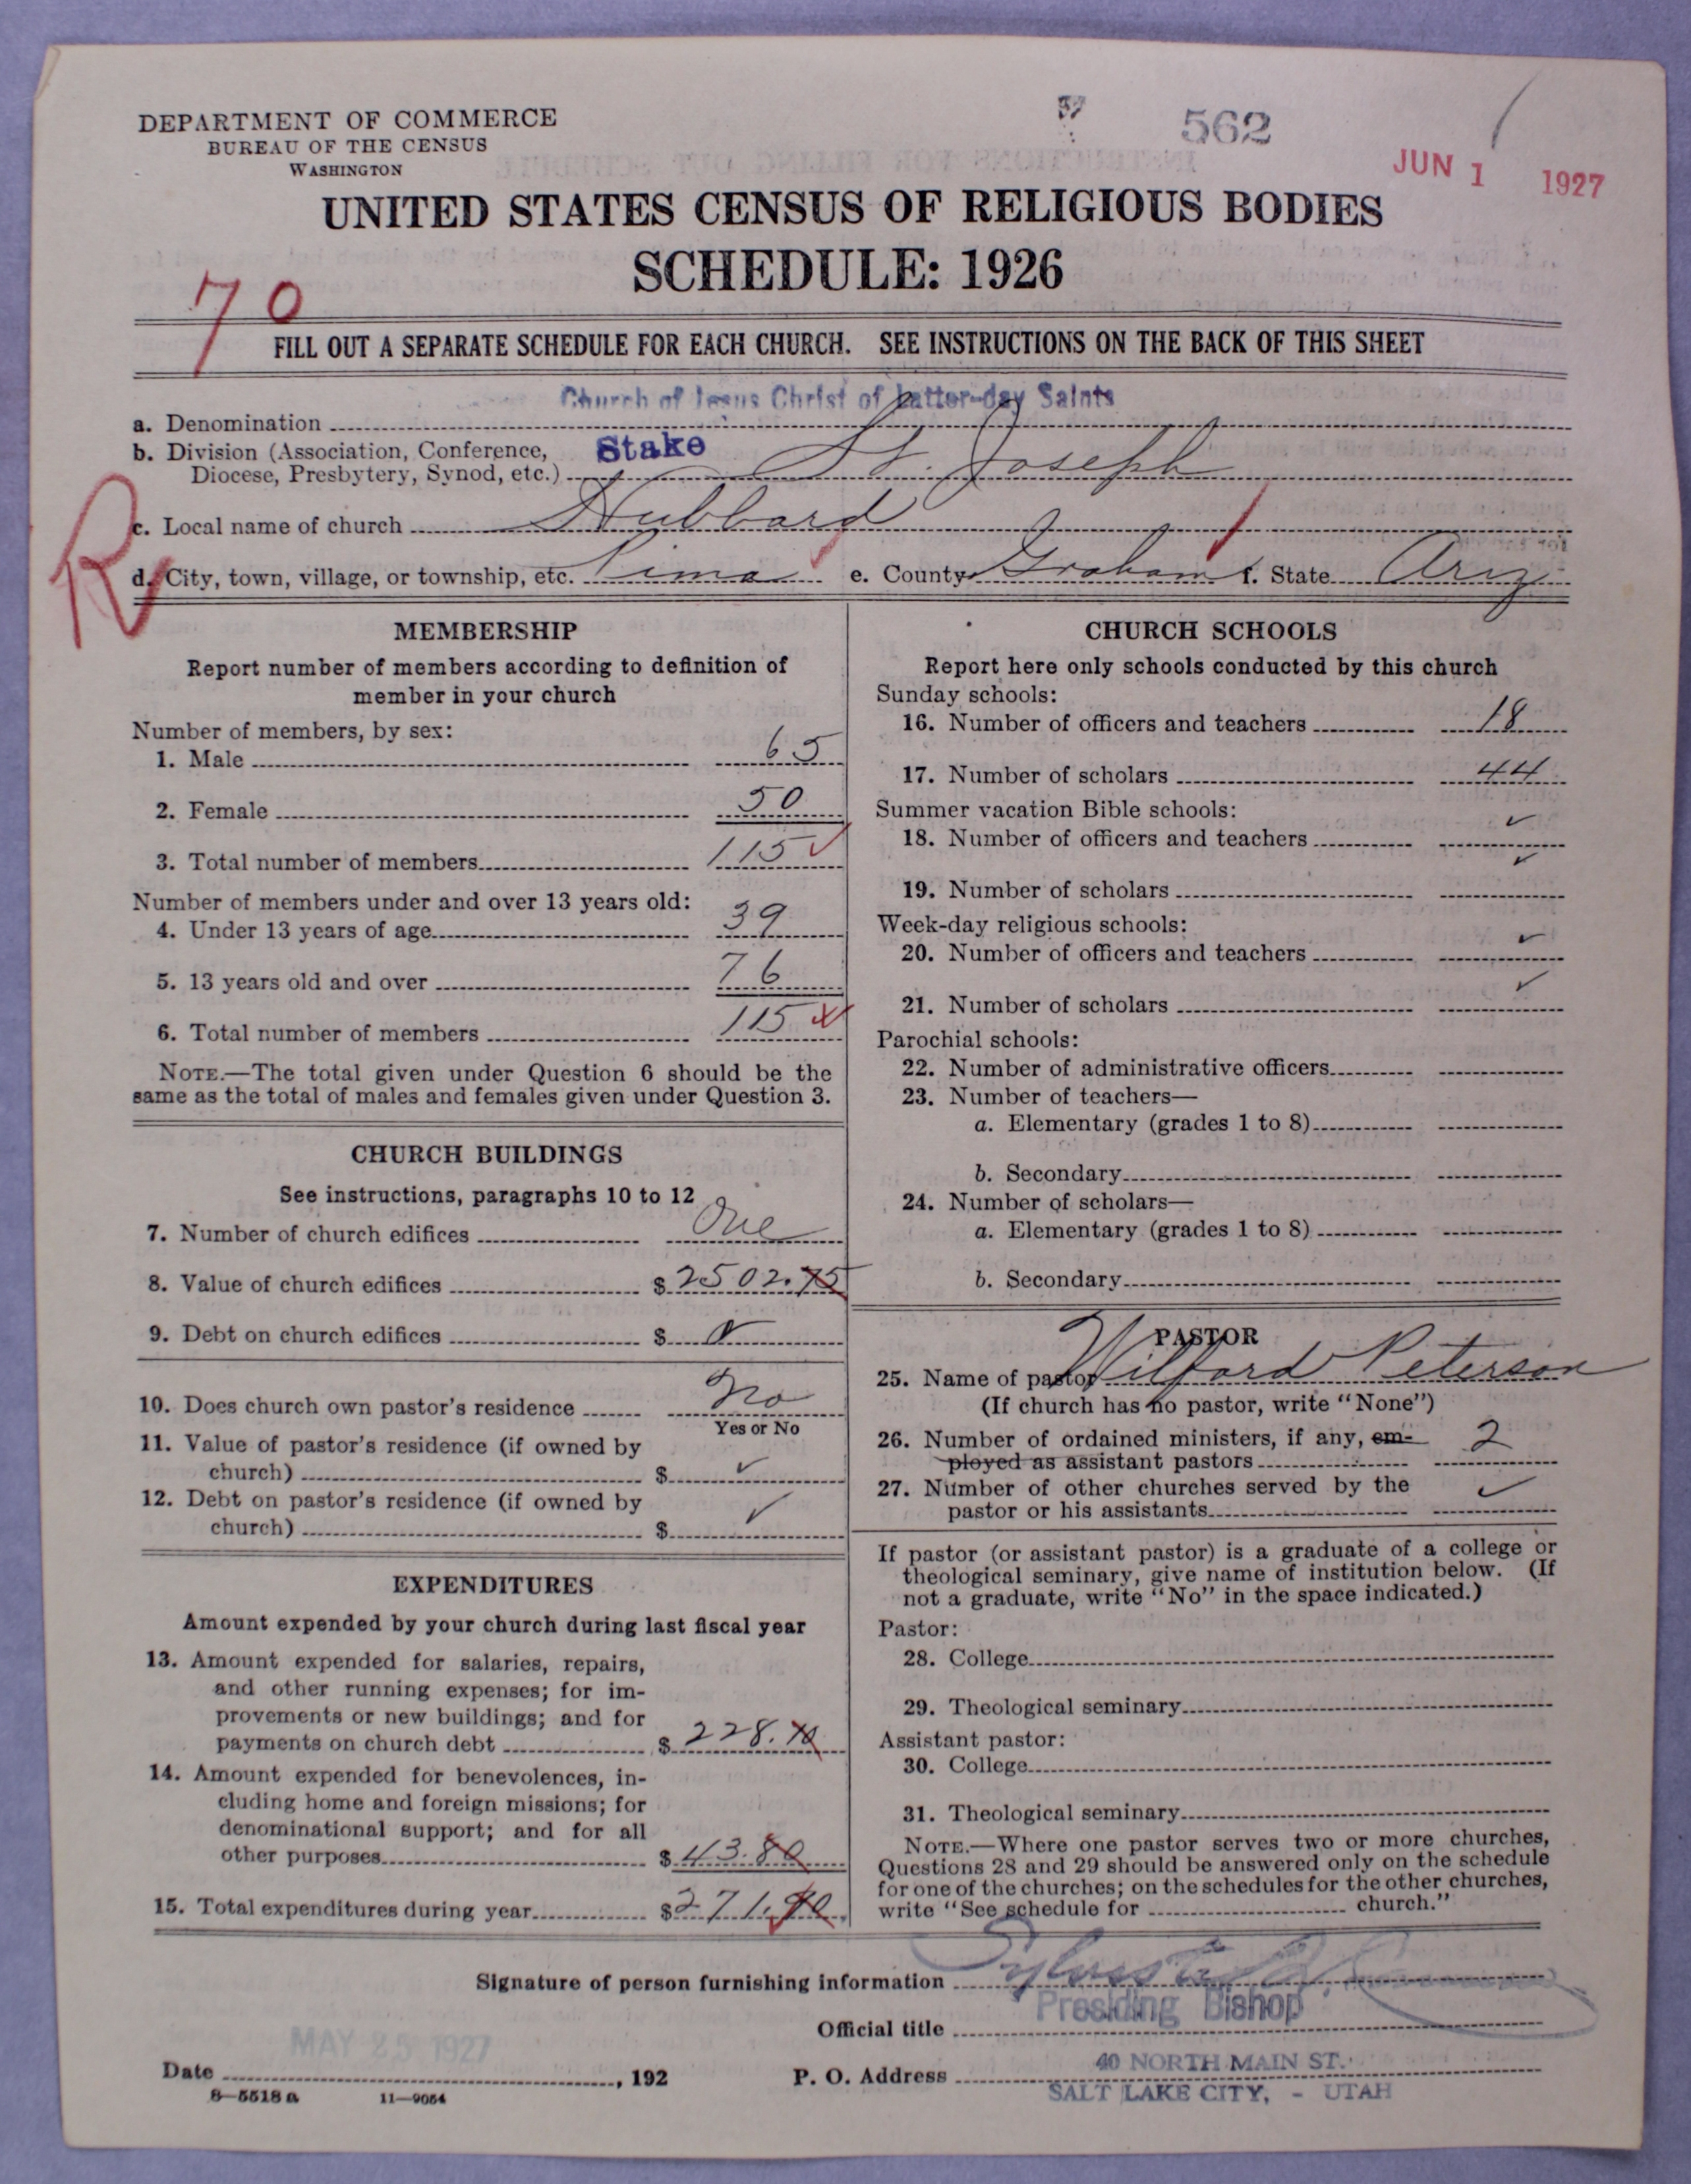 DEPARTMENT OF COMMERCE
BUREAU OF THE CENSUS
WASHINGTON
562
JUN 1 1927
UNITED STATES CENSUS OF RELIGIOUS BODIES
SCHEDULE: 1926
70
FILL OUT A SEPARATE SCHEDULE FOR EACH CHURCH. SEE INSTRUCTIONS ON THE BACK OF THIS SHEET
Church of Jesus Christ of Latter-day Saints
a. Denomination
b. Division (Association, Conference, Stake St. Joseph
Diocese, Presbytery, Synod, etc.)
R
c. Local name of church Hubbard
d. City, town, village, or township, etc. Pima e. County Graham f. State Ariz
MEMBERSHIP
Report number of members according to definition of
member in your church
Number of members, by sex:
1. Male 65
2. Female 50
3. Total number of members 115
Number of members under and over 13 years old:
4. Under 13 years of age 39
5. 13 years old and over 76
6. Total number of members 115
NOTE.—The total given under Question 6 should be the
same as the total of males and females given under Question 3.
CHURCH BUILDINGS
See instructions, paragraphs 10 to 12
7. Number of church edifices One
8. Value of church edifices $ 2502.75
9. Debt on church edifices $
10. Does church own pastor's residence No
Yes or No
11. Value of pastor's residence (if owned by
church) $ ✓
12. Debt on pastor's residence (if owned by
church) $ ✓
EXPENDITURES
Amount expended by your church during last fiscal year
13. Amount expended for salaries, repairs,
and other running expenses; for im-
provements or new buildings; and for
payments on church debt $ 228.10
14. Amount expended for benevolences, in-
cluding home and foreign missions; for
denominational support; and for all
other purposes $ 43.80
15. Total expenditures during year $ 271.90
CHURCH SCHOOLS
Report here only schools conducted by this church
Sunday schools:
16. Number of officers and teachers 18
17. Number of scholars 44
Summer vacation Bible schools:
18. Number of officers and teachers ✓
19. Number of scholars ✓
Week-day religious schools:
20. Number of officers and teachers ✓
21. Number of scholars ✓
Parochial schools:
22. Number of administrative officers
23. Number of teachers—
a. Elementary (grades 1 to 8)
b. Secondary
24. Number of scholars—
a. Elementary (grades 1 to 8)
b. Secondary
PASTOR
25. Name of pastor Wilford Peterson
(If church has no pastor, write "None")
26. Number of ordained ministers, if any, em- 2
ployed as assistant pastors
27. Number of other churches served by the ✓
pastor or his assistants
If pastor (or assistant pastor) is a graduate of a college or
theological seminary, give name of institution below. (If
not a graduate, write "No" in the space indicated.)
Pastor:
28. College
29. Theological seminary
Assistant pastor:
30. College
31. Theological seminary
NOTE.—Where one pastor serves two or more churches,
Questions 28 and 29 should be answered only on the schedule
for one of the churches; on the schedules for the other churches,
write "See schedule for church."
Signature of person furnishing information Sylvester Q. Cannon
Official title Presiding Bishop
MAY 25 1927
Date , 192
P. O. Address 40 NORTH MAIN ST.
SALT LAKE CITY, - UTAH
8—5518 a 11—9054